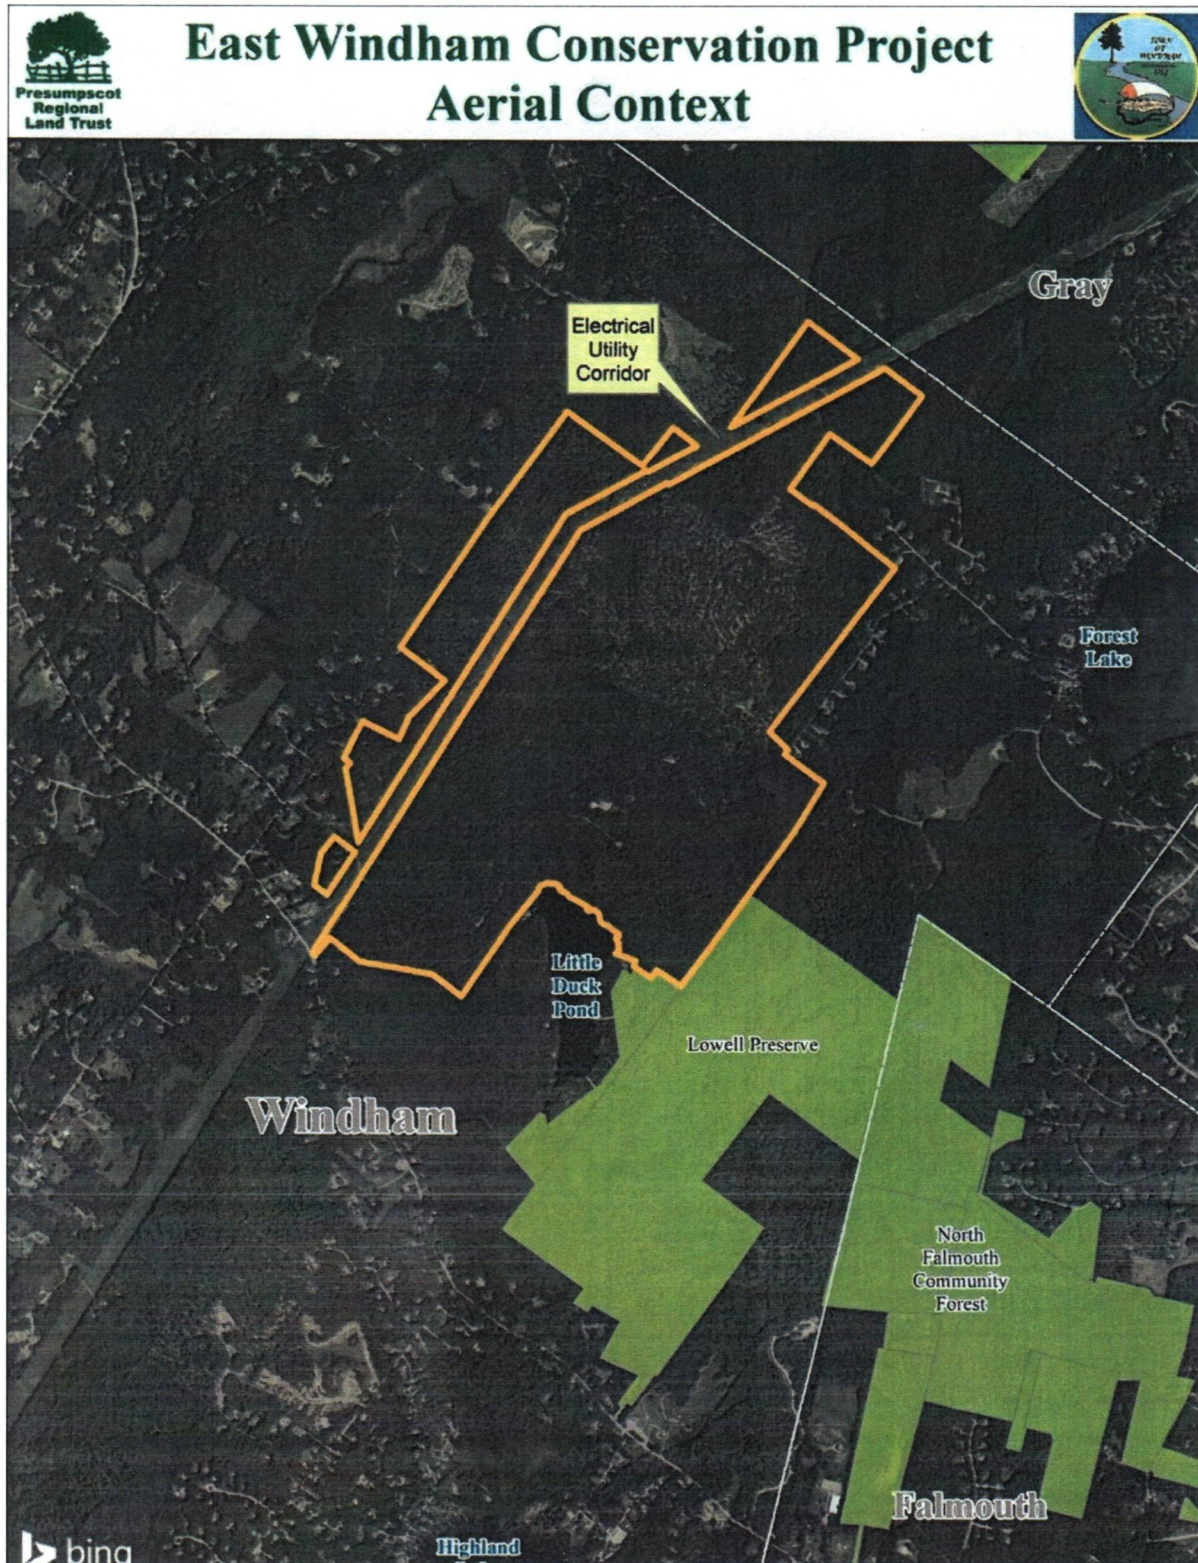 East Windham Conservation Project
Aerial Context
Presumpscot
Regional
Land Trust
Gray
Electrical
Utility
Corridor
Forest
Lake
Little
Duck
Pond
Lowell Preserve
Windham
North
Falmouth
Community
Forest
Falmouth
Highland
bing